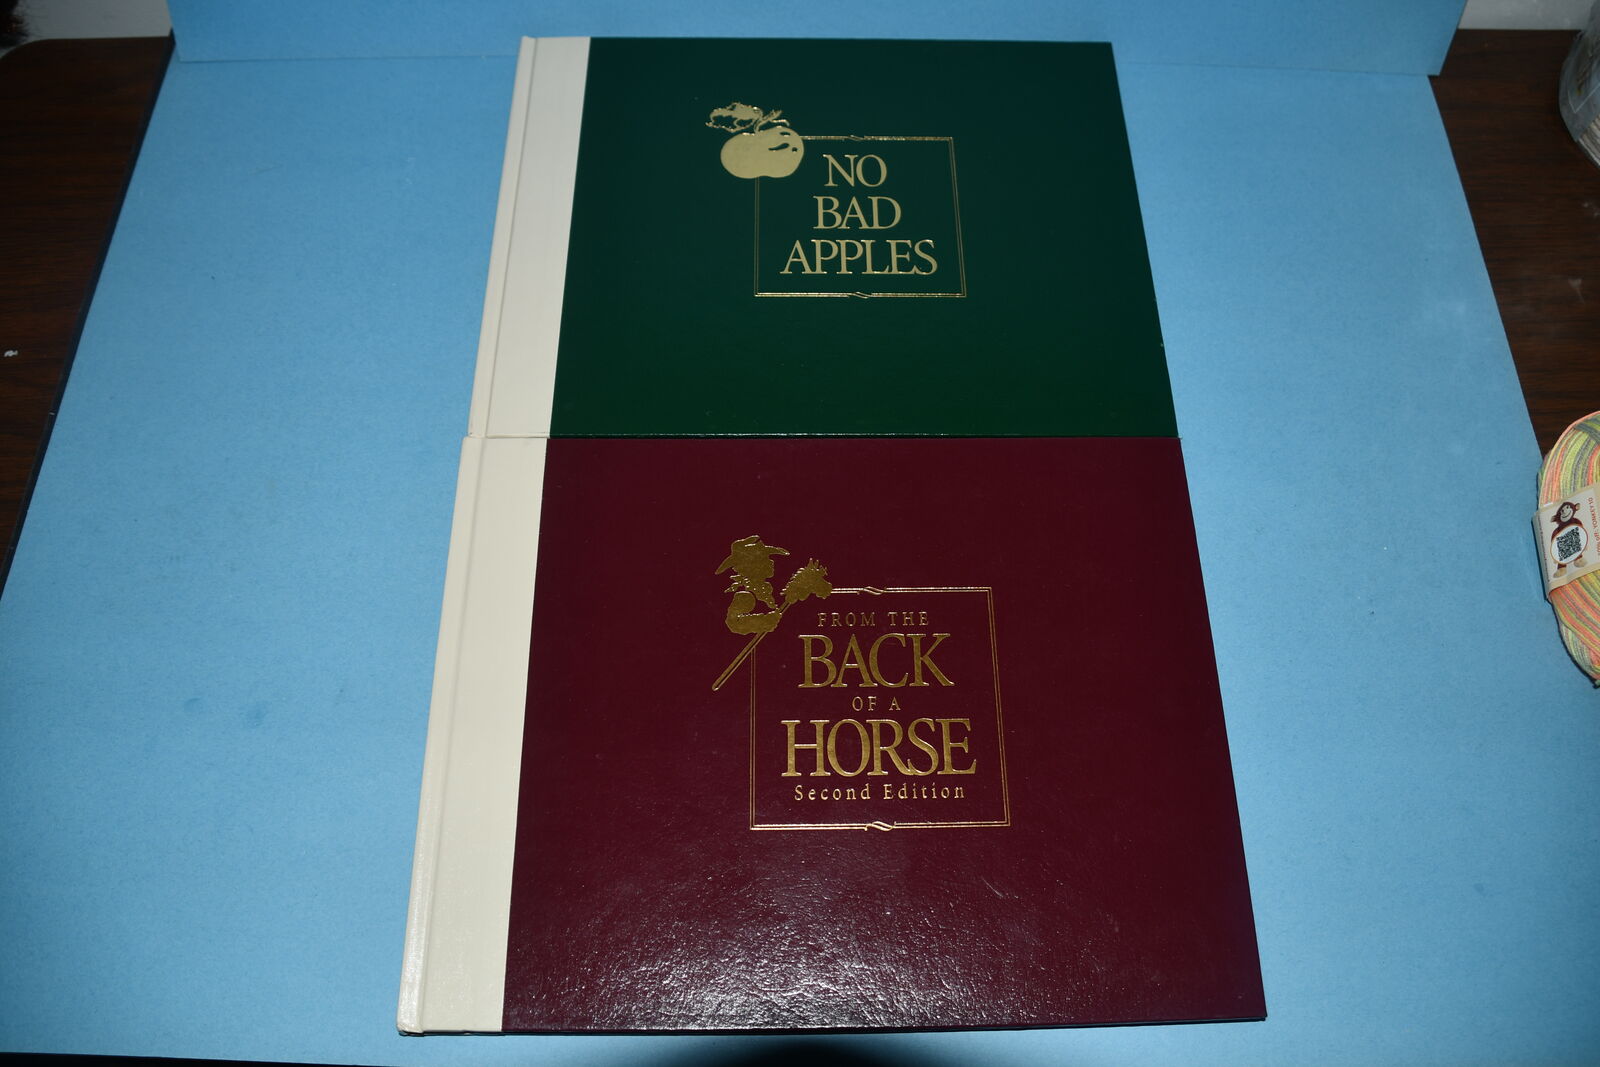 NO
BAD
APPLES
FROM THE
BACK
OF A
HORSE
Second Edition